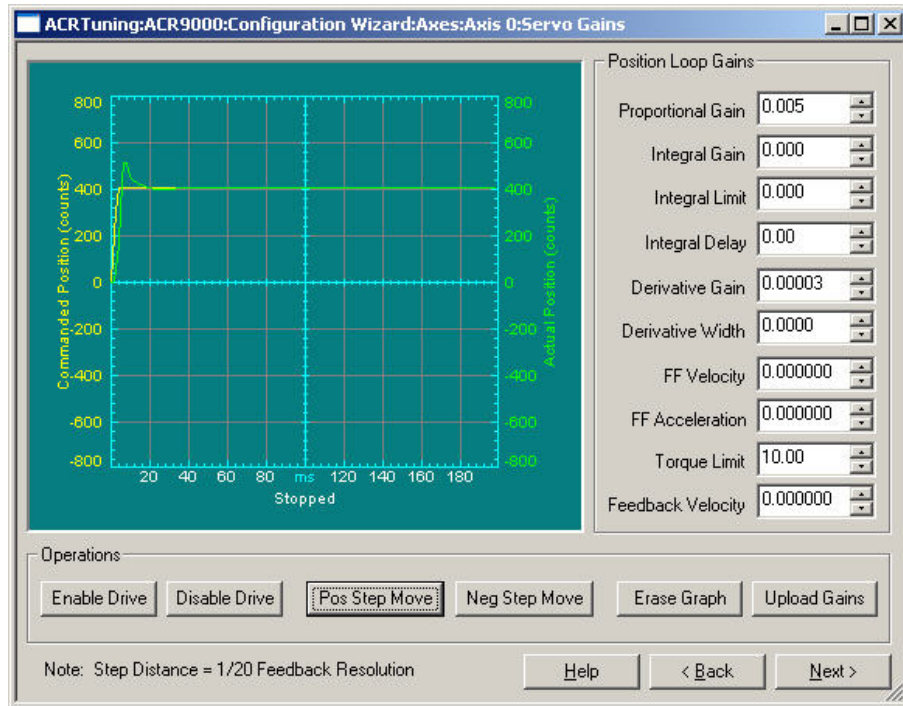 ACRTuning:ACR9000:Configuration Wizard:Axes:Axis 0:Servo Gains
Commanded Position (counts)
800
600
400
200
0
-200
-400
-600
-800
800
600
400
200
0
-200
-400
-600
-800
Actual Position (counts)
20 40 60 80 ms 120 140 160 180
Stopped
Position Loop Gains
Proportional Gain 0.005
Integral Gain 0.000
Integral Limit 0.000
Integral Delay 0.00
Derivative Gain 0.00003
Derivative Width 0.0000
FF Velocity 0.000000
FF Acceleration 0.000000
Torque Limit 10.00
Feedback Velocity 0.000000
Operations
Enable Drive Disable Drive Pos Step Move Neg Step Move Erase Graph Upload Gains
Note: Step Distance = 1/20 Feedback Resolution
Help < Back Next >